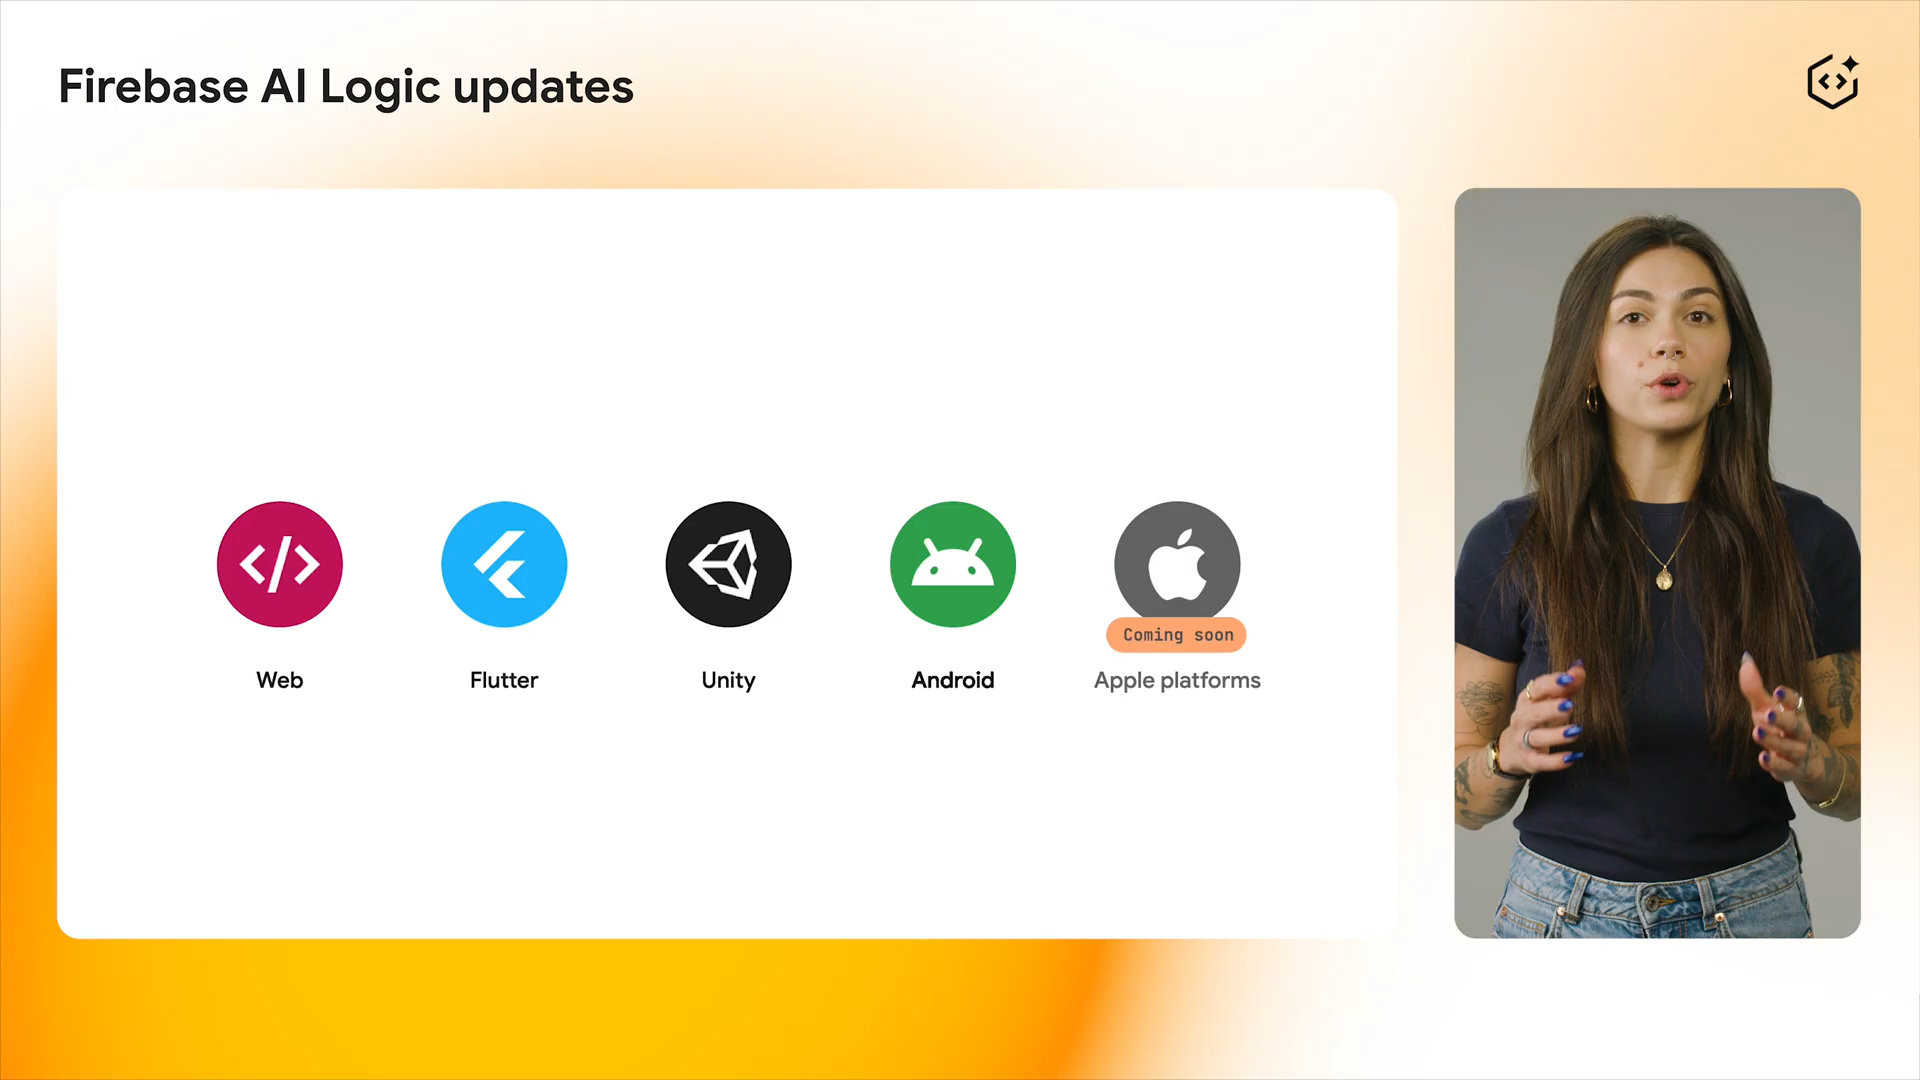 Firebase AI Logic updates
Coming soon
Web
Flutter
Unity
Android
Apple platforms